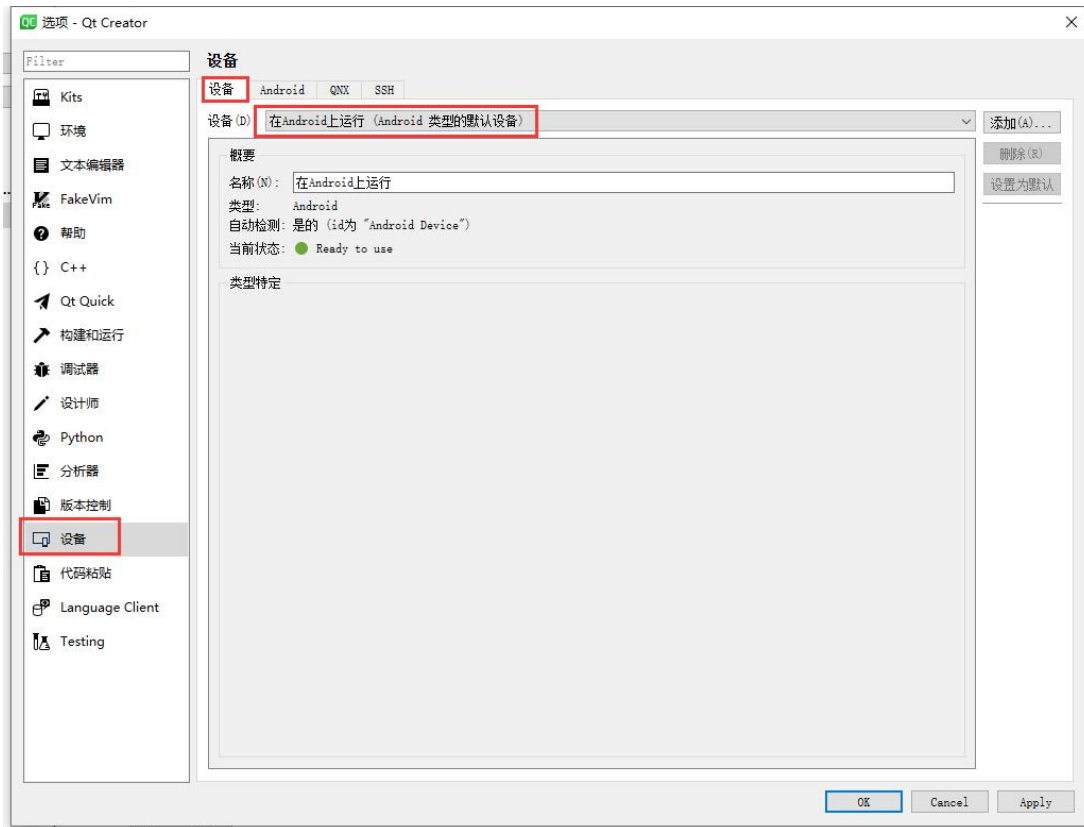 QC 选项 - Qt Creator
Filter
Kits
环境
文本编辑器
FakeVim
帮助
{} C++
Qt Quick
构建和运行
调试器
设计师
Python
分析器
版本控制
设备
代码粘贴
Language Client
Testing
设备
设备 Android QNX SSH
设备(D) 在Android上运行 (Android 类型的默认设备)
添加(A)...
删除(R)
设置为默认
概要
名称(N): 在Android上运行
类型: Android
自动检测: 是的 (id为 "Android Device")
当前状态: Ready to use
类型特定
OK Cancel Apply